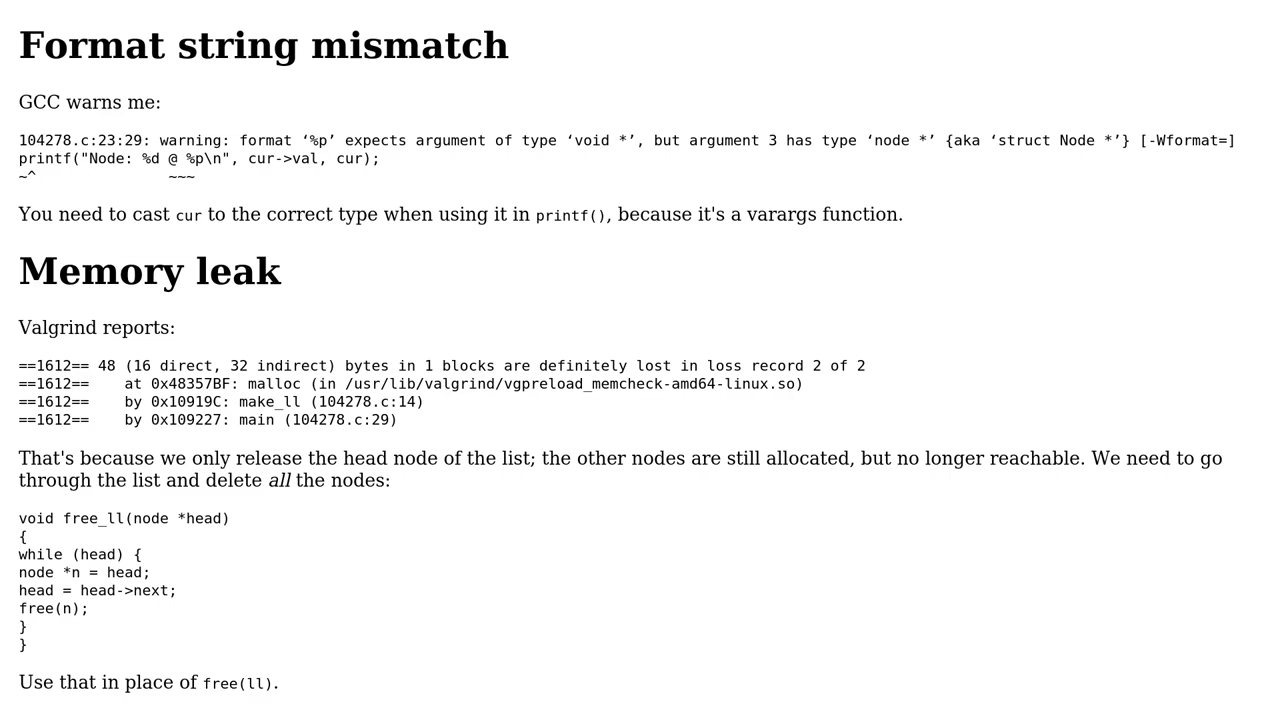 Format string mismatch
GCC warns me:
104278.c:23:29: warning: format ‘%p’ expects argument of type ‘void *’, but argument 3 has type ‘node *’ {aka ‘struct Node *’} [-Wformat=]
printf("Node: %d @ %p\n", cur->val, cur);
~^               ~~~
You need to cast cur to the correct type when using it in printf(), because it's a varargs function.
Memory leak
Valgrind reports:
==1612== 48 (16 direct, 32 indirect) bytes in 1 blocks are definitely lost in loss record 2 of 2
==1612==    at 0x48357BF: malloc (in /usr/lib/valgrind/vgpreload_memcheck-amd64-linux.so)
==1612==    by 0x10919C: make_ll (104278.c:14)
==1612==    by 0x109227: main (104278.c:29)
That's because we only release the head node of the list; the other nodes are still allocated, but no longer reachable. We need to go
through the list and delete all the nodes:
void free_ll(node *head)
{
while (head) {
node *n = head;
head = head->next;
free(n);
}
}
Use that in place of free(ll).